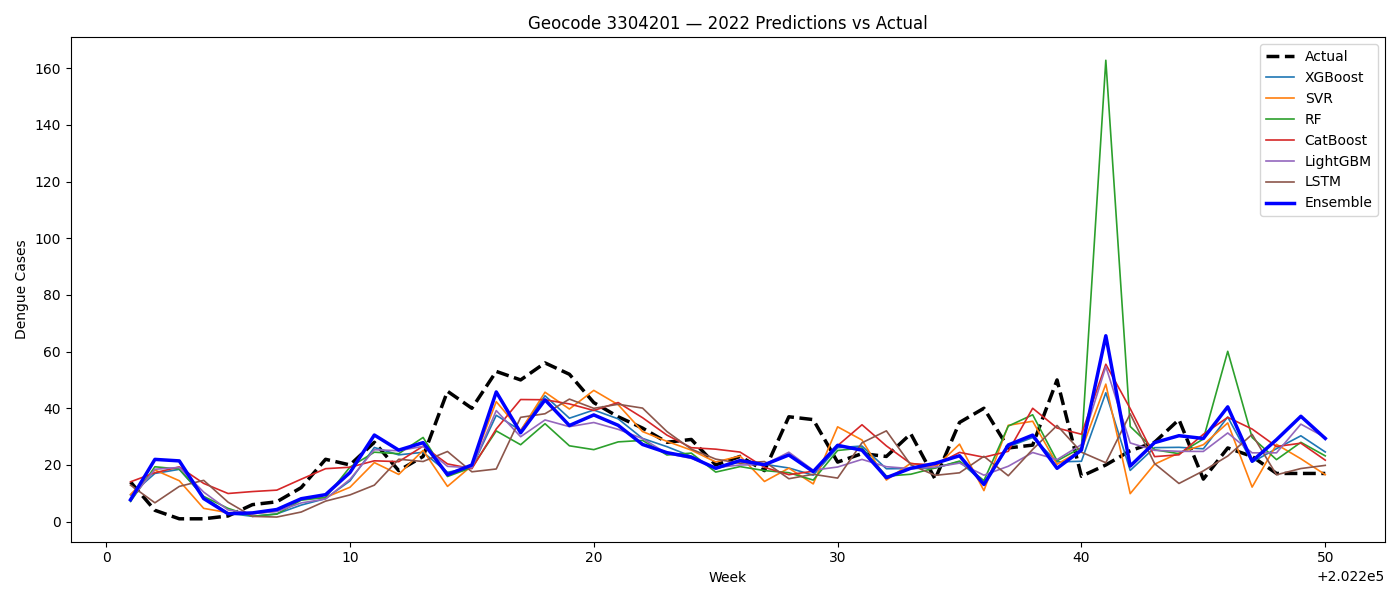 Geocode 3304201 — 2022 Predictions vs Actual
Dengue Cases
160
140
120
100
80
60
40
20
0
Actual
XGBoost
SVR
RF
CatBoost
LightGBM
LSTM
Ensemble
0 10 20 30 40 50
+2.022e5
Week